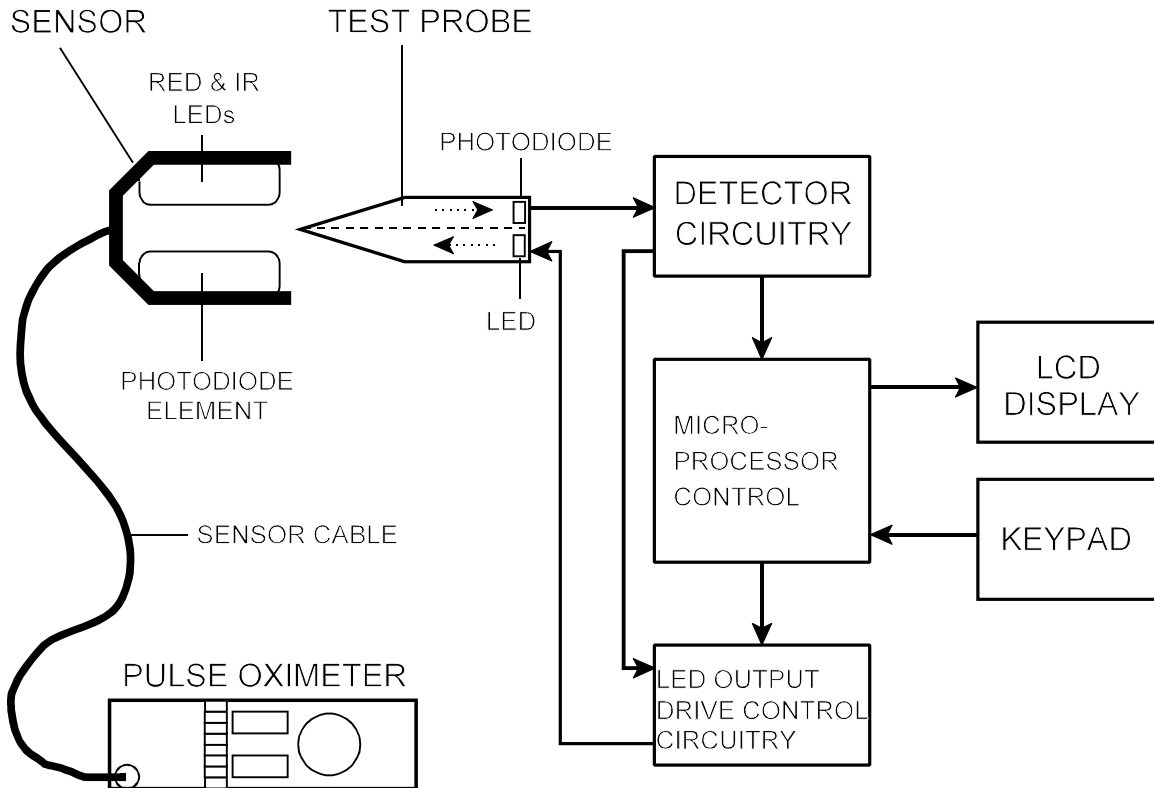 SENSOR
TEST PROBE
RED & IR
LEDs
PHOTODIODE
DETECTOR
CIRCUITRY
LED
PHOTODIODE
ELEMENT
LCD
DISPLAY
MICRO-
PROCESSOR
CONTROL
SENSOR CABLE
KEYPAD
PULSE OXIMETER
LED OUTPUT
DRIVE CONTROL
CIRCUITRY